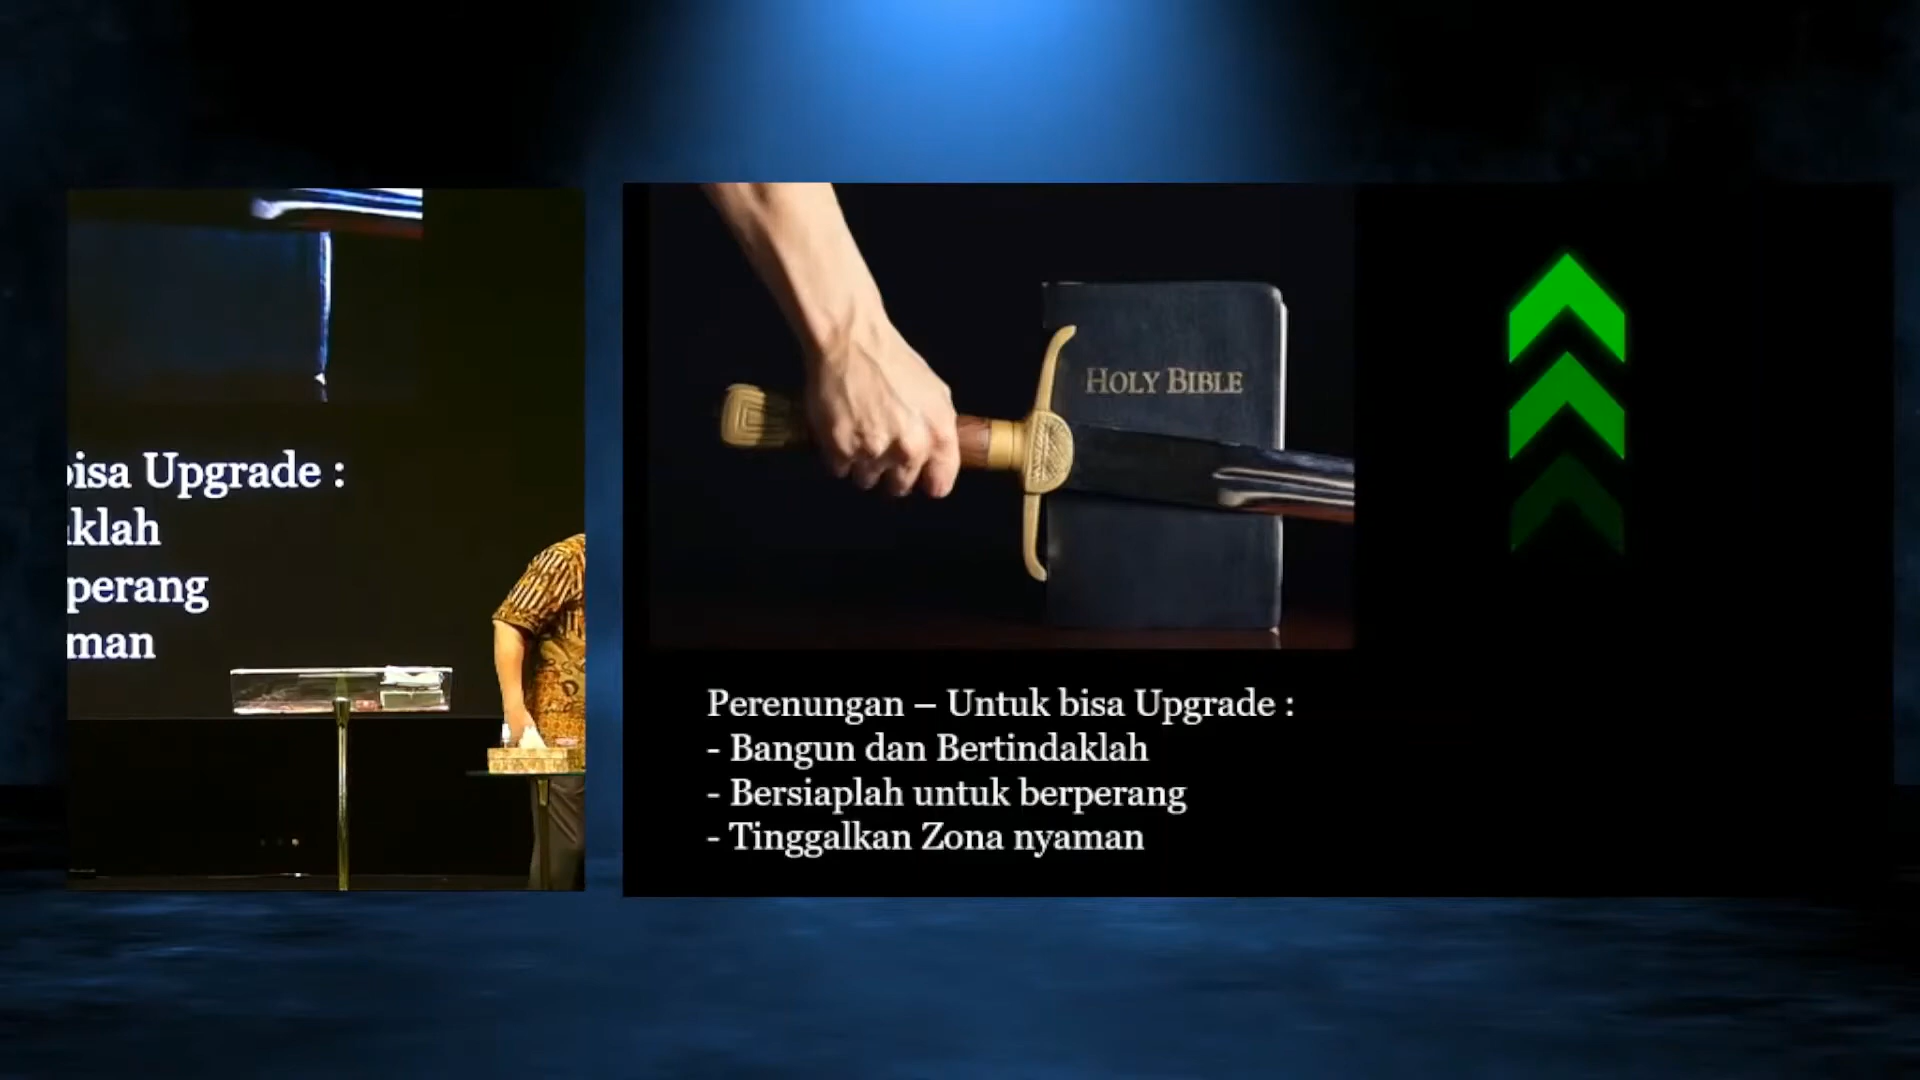 bisa Upgrade :
klah
perang
man
HOLY BIBLE
Perenungan – Untuk bisa Upgrade :
- Bangun dan Bertindaklah
- Bersiaplah untuk berperang
- Tinggalkan Zona nyaman